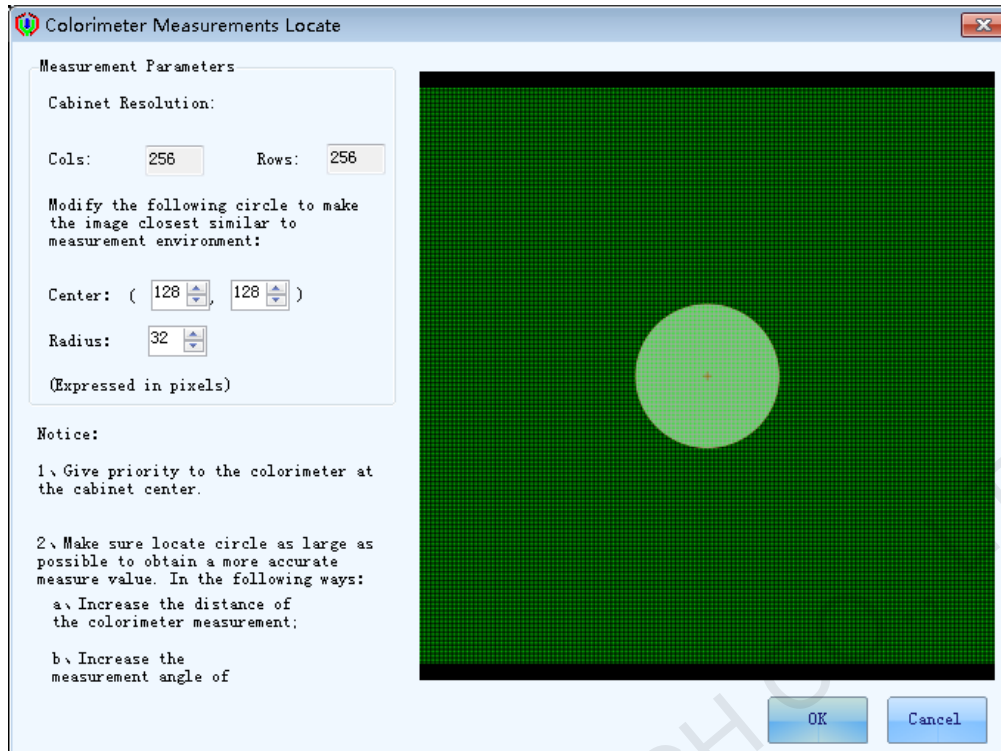 Colorimeter Measurements Locate
Measurement Parameters
Cabinet Resolution:
Cols: 256 Rows: 256
Modify the following circle to make
the image closest similar to
measurement environment:
Center: ( 128 , 128 )
Radius: 32
(Expressed in pixels)
Notice:
1、Give priority to the colorimeter at
the cabinet center.
2、Make sure locate circle as large as
possible to obtain a more accurate
measure value. In the following ways:
a、Increase the distance of
the colorimeter measurement;
b、Increase the
measurement angle of
OK Cancel